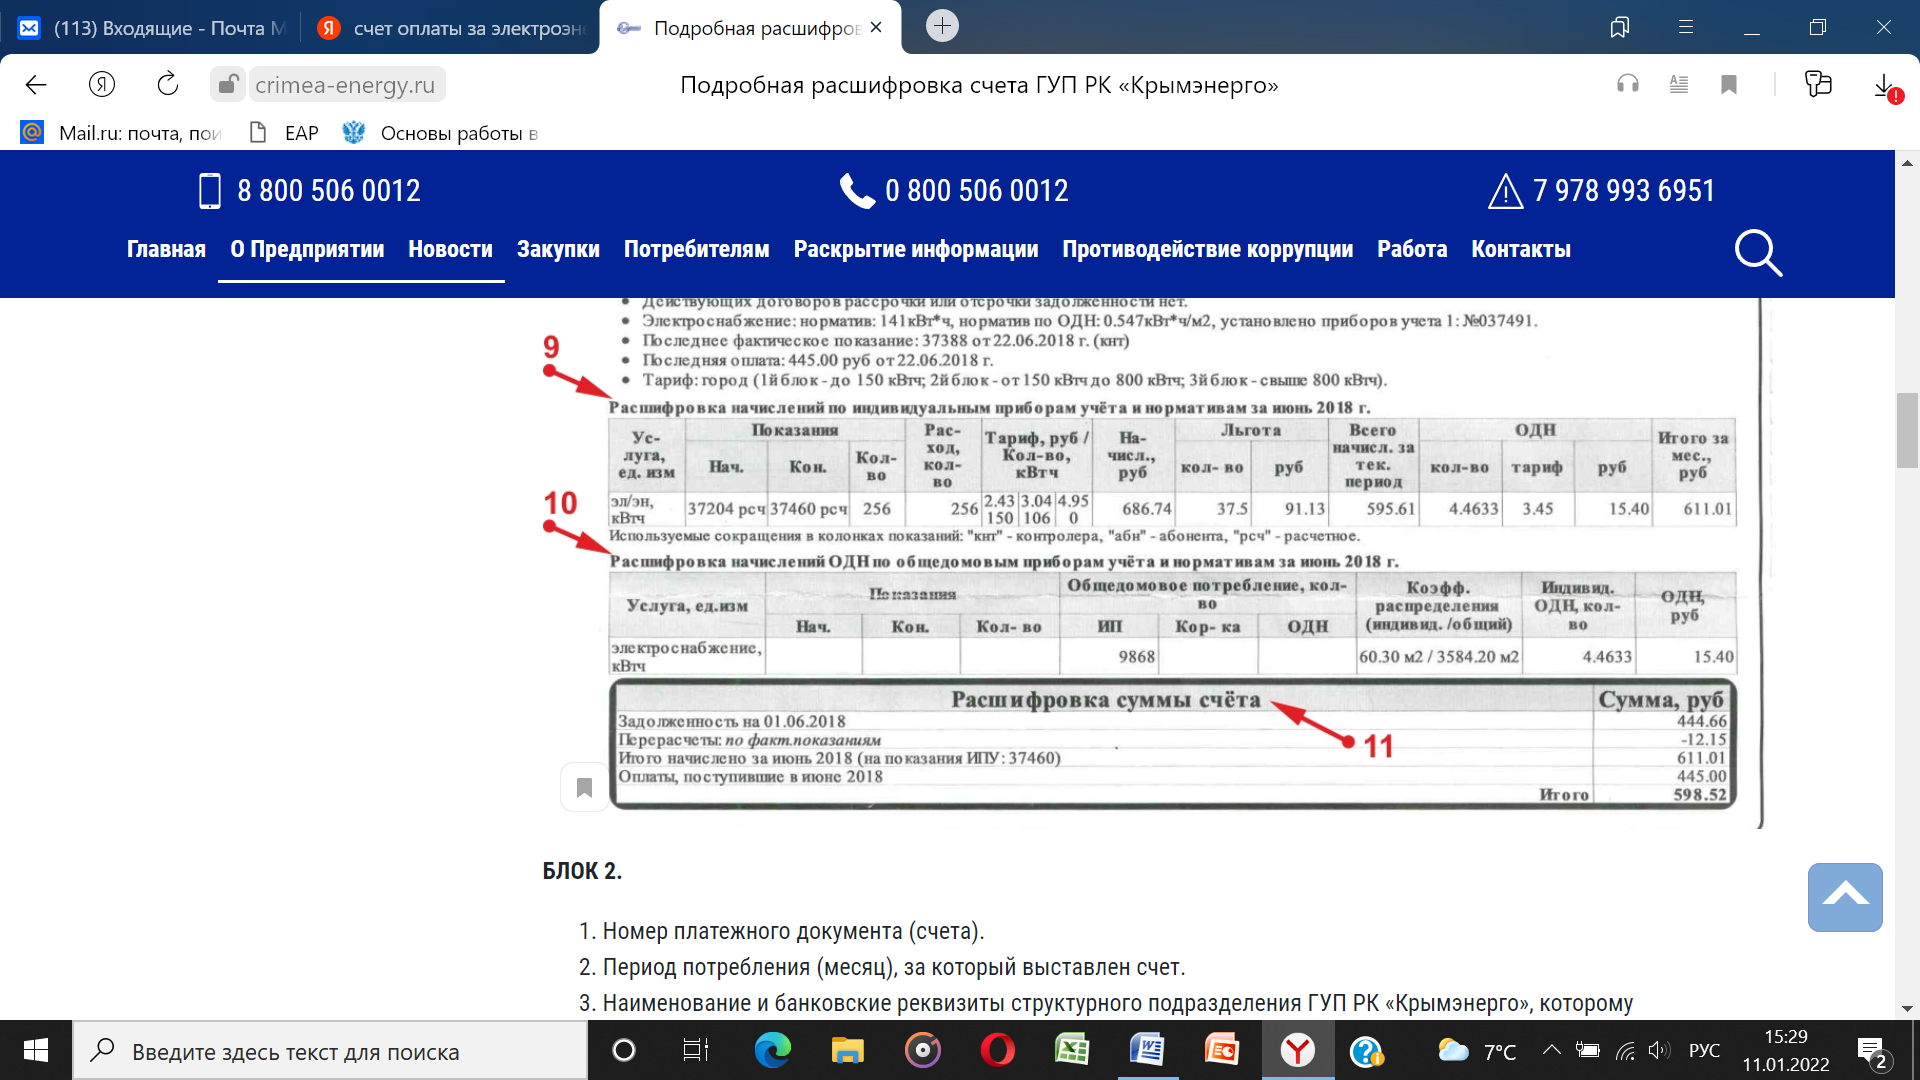 (113) Входящие - Почта M
счет оплаты за электроэн
Подробная расшифров
crimea-energy.ru
Подробная расшифровка счета ГУП РК «Крымэнерго»
Mail.ru: почта, пои
ЕАР
Основы работы в
8 800 506 0012
0 800 506 0012
7 978 993 6951
Главная О Предприятии Новости Закупки Потребителям Раскрытие информации Противодействие коррупции Работа Контакты
Действующих договоров рассрочки или отсрочки задолженности нет.
Электроснабжение: норматив: 141кВт*ч, норматив по ОДН: 0.547кВт*ч/м2, установлено приборов учета 1: №037491.
Последнее фактическое показание: 37388 от 22.06.2018 г. (кнт)
Последняя оплата: 445.00 руб от 22.06.2018 г.
Тариф: город (1й блок - до 150 кВтч; 2й блок - от 150 кВтч до 800 кВтч; 3й блок - свыше 800 кВтч).
9
Расшифровка начислений по индивидуальным приборам учёта и нормативам за июнь 2018 г.
Ус-луга, ед. изм Показания Рас-ход, кол-во Тариф, руб / Кол-во, кВтч На-числ., руб Льгота Всего начисл. за тек. период ОДН Итого за мес., руб
Нач. Кон. Кол-во кол- во руб кол-во тариф руб
эл/эн, кВтч 37204 рсч 37460 рсч 256 256 2.43 3.04 4.95 686.74 37.5 91.13 595.61 4.4633 3.45 15.40 611.01
150 106 0
Используемые сокращения в колонках показаний: "кнт" - контролера, "абн" - абонента, "рсч" - расчетное.
10
Расшифровка начислений ОДН по общедомовым приборам учёта и нормативам за июнь 2018 г.
Услуга, ед.изм Показания Общедомовое потребление, кол-во Коэфф. распределения (индивид. /общий) Индивид. ОДН, кол-во ОДН, руб
Нач. Кон. Кол- во ИП Кор- ка ОДН
электроснабжение, кВтч 9868 60.30 м2 / 3584.20 м2 4.4633 15.40
Расшифровка суммы счёта Сумма, руб
11
Задолженность на 01.06.2018 444.66
Перерасчеты: по факт.показаниям -12.15
Итого начислено за июнь 2018 (на показания ИПУ: 37460) 611.01
Оплаты, поступившие в июне 2018 445.00
Итого 598.52
БЛОК 2.
1. Номер платежного документа (счета).
2. Период потребления (месяц), за который выставлен счет.
3. Наименование и банковские реквизиты структурного подразделения ГУП РК «Крымэнерго», которому
Введите здесь текст для поиска
7°C
РУС
15:29
11.01.2022
2